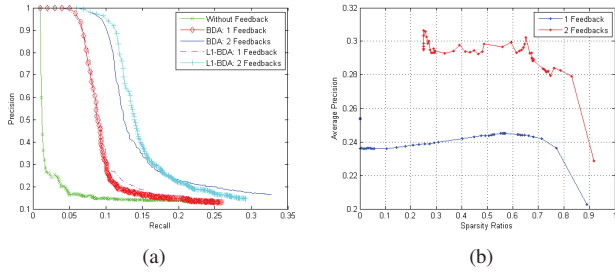 1
0.9
0.8
0.7
0.6
0.5
0.4
0.3
0.2
0.1
Precision
Without Feedback
BDA: 1 Feedback
BDA: 2 Feedbacks
L1-BDA: 1 Feedback
L1-BDA: 2 Feedbacks
0 0.05 0.1 0.15 0.2 0.25 0.3 0.35
Recall
(a)
0.32
0.3
0.28
0.26
0.24
0.22
0.2
Average Precision
1 Feedback
2 Feedbacks
0 0.1 0.2 0.3 0.4 0.5 0.6 0.7 0.8 0.9 1
Sparsity Ratios
(b)